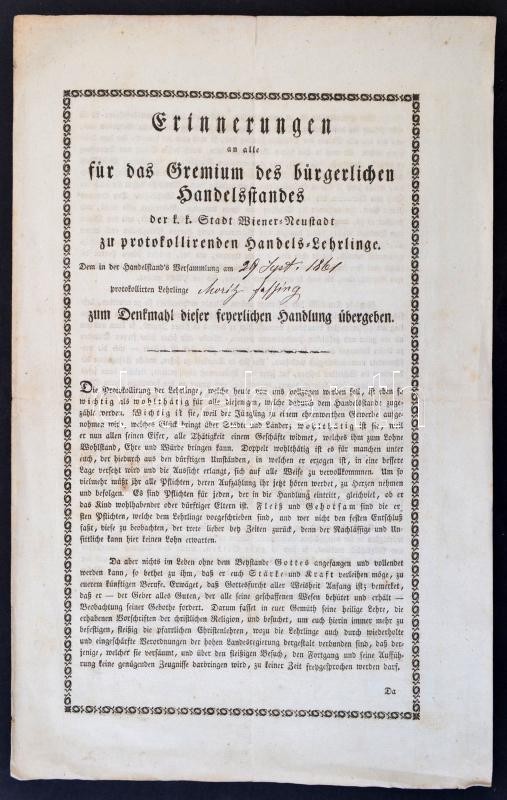 Erinnerungen
an alle
für das Gremium des bürgerlichen
Handelsstandes
der k. k. Stadt Wiener-Neustadt
zu protokollirenden Handels-Lehrlinge.
Dem in der Handelstand's Versammlung am 29 Sept. 1861
protokollirten Lehrlinge Moritz
zum Denkmahl dieser feyerlichen Handlung übergeben.
Die Protokollirung der Lehrlinge, welche heute vor uns vollzogen werden soll, ist eben so
wichtig als wohlthätig für alle diejenigen, welche dadurch dem Handelsstande zuge-
zählt werden. Wichtig ist sie, weil der Jüngling zu einem ehrenwerthen Gewerbe aufge-
nommen wird, welches Glück bringt über Städte und Länder; wohlthätig ist sie, weil
er nun allen seinen Eifer, alle Thätigkeit einem Geschäfte widmet, welches ihm zum Lohne
Wohlstand, Ehre und Würde bringen kann. Doppelt wohlthätig ist es für manchen unter
euch, der hiedurch aus den dürftigen Umständen, in welchen er erzogen ist, in eine bessere
Lage versetzt wird und die Aussicht erlangt, sich auf alle Weise zu vervollkommnen. Um so
vielmehr müßt ihr alle Pflichten, deren Aufzählung ihr jetzt hören werdet, zu Herzen nehmen
und befolgen. Es sind Pflichten für jeden, der in die Handlung eintritt, gleichviel, ob er
das Kind wohlhabender oder dürftiger Eltern ist. Fleiß und Gehorsam sind die er-
sten Pflichten, welche dem Lehrlinge vorgeschrieben sind, und wer nicht den festen Entschluß
faßt, diese zu beobachten, der trete lieber bey Zeiten zurück, denn der Nachlässige und Un-
sittliche kann hier keinen Lohn erwarten.
Da aber nichts im Leben ohne dem Beystande Gottes angefangen und vollendet
werden kann, so bethet zu ihm, daß er euch Stärke und Kraft verleihen möge, zu
euerem künftigen Berufe. Erwäget, daß Gottesfurcht aller Weisheit Anfang ist; bemerket,
daß er — der Geber alles Guten, der alle seine geschaffenen Wesen behütet und erhält —
Beobachtung seiner Gebothe fordert. Darum fasset in euer Gemüth seine heilige Lehre, die
erhabenen Vorschriften der christlichen Religion, und besuchet, um euch hierin immer mehr zu
befestigen, fleißig die pfarrlichen Christenlehren, wozu die Lehrlinge auch durch wiederholte
und eingeschärfte Verordnungen der hohen Landesregierung dergestalt verbunden sind, daß der-
jenige, welcher sie versäumt, und über den fleißigen Besuch, den Fortgang und seine Auffüh-
rung keine genügenden Zeugnisse darbringen wird, zu keiner Zeit freygesprochen werden darf.
Da